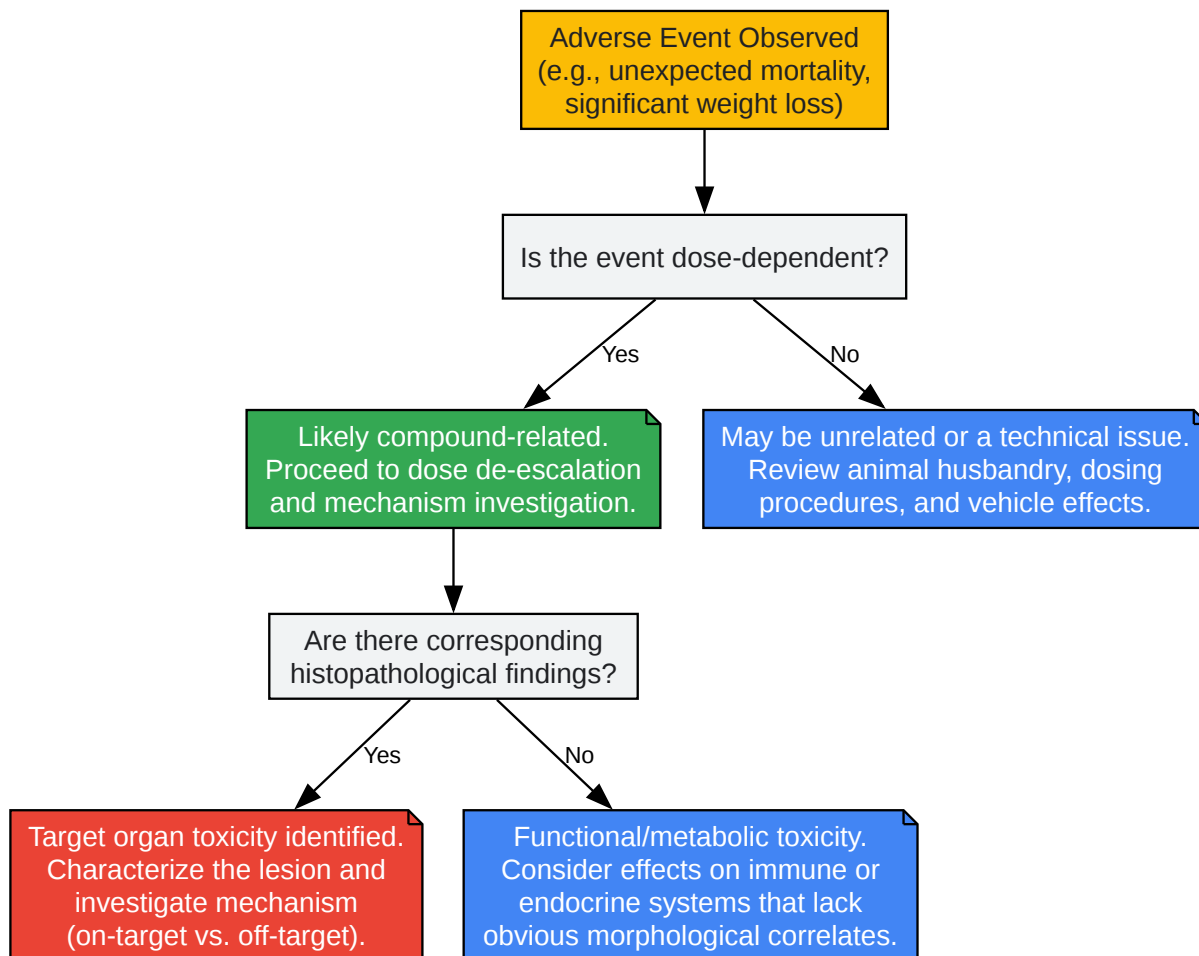 Adverse Event Observed
(e.g., unexpected mortality,
significant weight loss)
Is the event dose-dependent?
Yes
No
Likely compound-related.
Proceed to dose de-escalation
and mechanism investigation.
May be unrelated or a technical issue.
Review animal husbandry, dosing
procedures, and vehicle effects.
Are there corresponding
histopathological findings?
Yes
No
Target organ toxicity identified.
Characterize the lesion and
investigate mechanism
(on-target vs. off-target).
Functional/metabolic toxicity.
Consider effects on immune or
endocrine systems that lack
obvious morphological correlates.